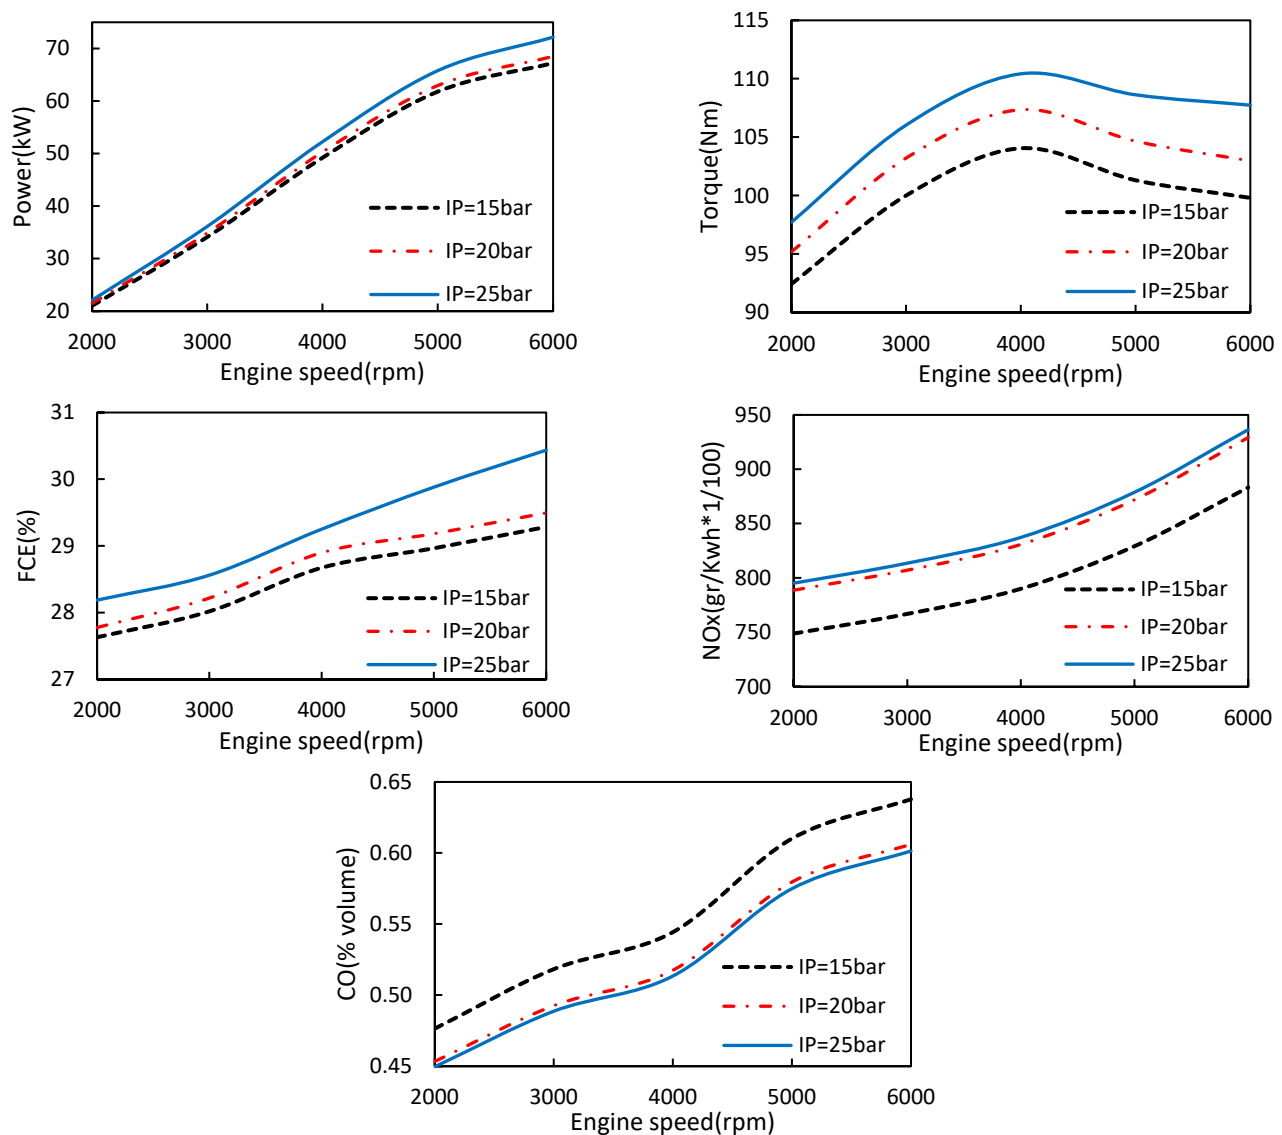 Power(kW)
70
60
50
40
30
20
2000 3000 4000 5000 6000
Engine speed(rpm)
IP=15bar
IP=20bar
IP=25bar
Torque(Nm)
115
110
105
100
95
90
2000 3000 4000 5000 6000
Engine speed(rpm)
IP=15bar
IP=20bar
IP=25bar
FCE(%)
31
30
29
28
27
2000 3000 4000 5000 6000
Engine speed(rpm)
IP=15bar
IP=20bar
IP=25bar
NOx(gr/Kwh*1/100)
950
900
850
800
750
700
2000 3000 4000 5000 6000
Engine speed(rpm)
IP=15bar
IP=20bar
IP=25bar
CO(% volume)
0.65
0.60
0.55
0.50
0.45
2000 3000 4000 5000 6000
Engine speed(rpm)
IP=15bar
IP=20bar
IP=25bar